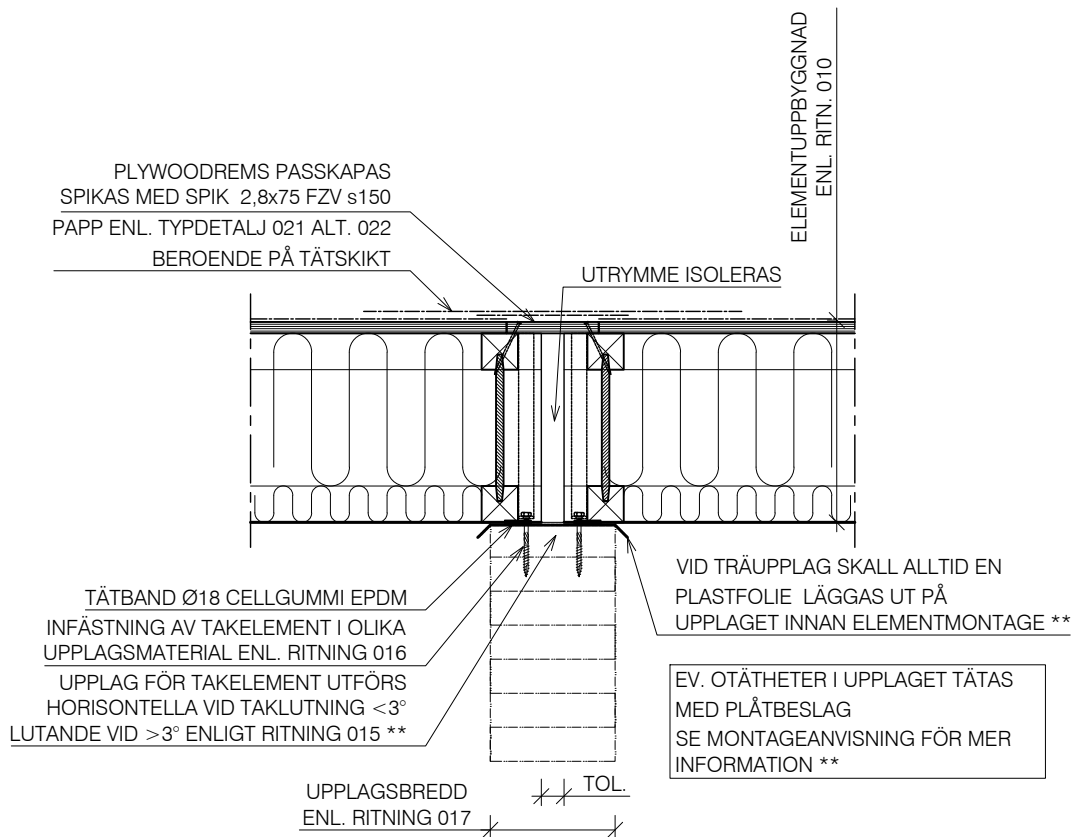 ELEMENTUPPBYGGNAD
ENL. RITN. 010
PLYWOODREMS PASSKAPAS
SPIKAS MED SPIK 2,8x75 FZV s150
PAPP ENL. TYPDETALJ 021 ALT. 022
BEROENDE PÅ TÄTSKIKT
UTRYMME ISOLERAS
TÄTBAND Ø18 CELLGUMMI EPDM
INFÄSTNING AV TAKELEMENT I OLIKA
UPPLAGSMATERIAL ENL. RITNING 016
UPPLAG FÖR TAKELEMENT UTFÖRS
HORISONTELLA VID TAKLUTNING <3°
LUTANDE VID >3° ENLIGT RITNING 015 **
VID TRÄUPPLAG SKALL ALLTID EN
PLASTFOLIE LÄGGAS UT PÅ
UPPLAGET INNAN ELEMENTMONTAGE **
EV. OTÄTHETER I UPPLAGET TÄTAS
MED PLÅTBESLAG
SE MONTAGEANVISNING FÖR MER
INFORMATION **
UPPLAGSBREDD
ENL. RITNING 017
TOL.